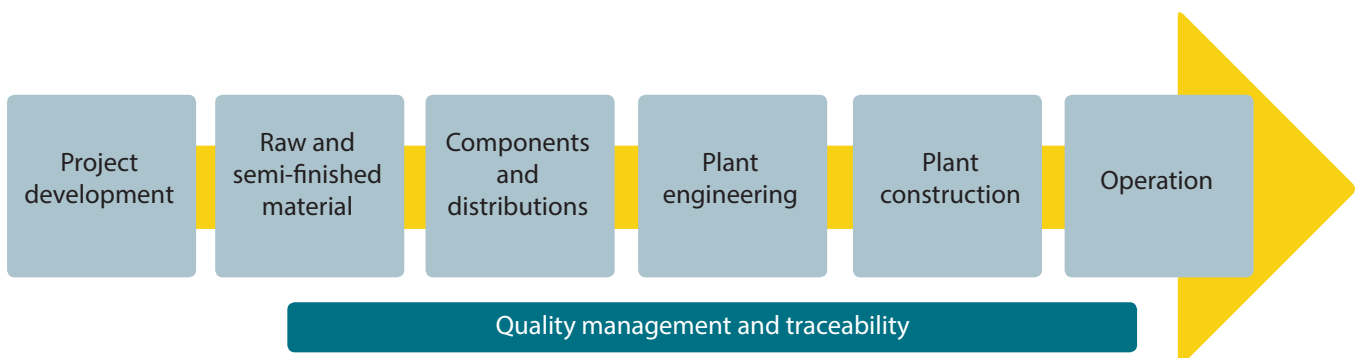 Project
development
Raw and
semi-finished
material
Components
and
distributions
Plant
engineering
Plant
construction
Operation
Quality management and traceability